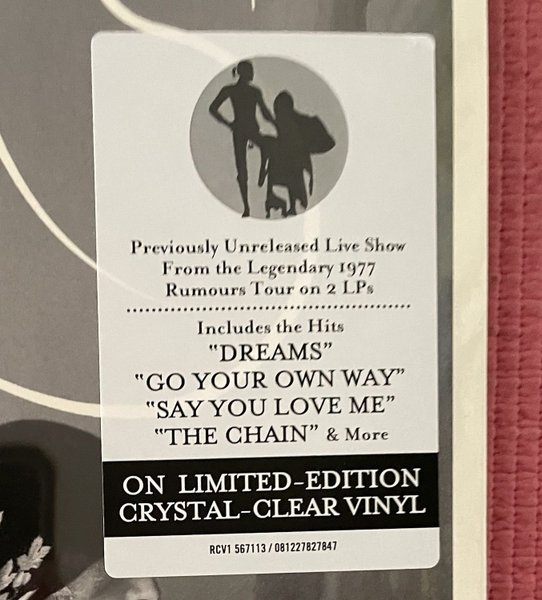 Previously Unreleased Live Show
From the Legendary 1977
Rumours Tour on 2 LPs
Includes the Hits
"DREAMS"
"GO YOUR OWN WAY"
"SAY YOU LOVE ME"
"THE CHAIN" & More
ON LIMITED-EDITION
CRYSTAL-CLEAR VINYL
RCV1 567113 / 081227827847